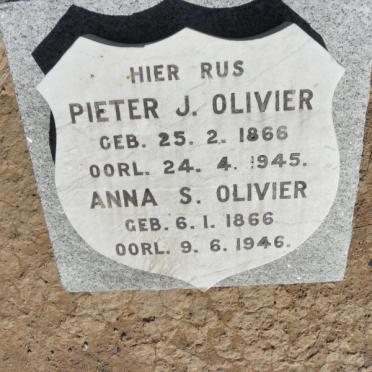 HIER RUS
PIETER J. OLIVIER
GEB. 25. 2. 1866
OORL. 24. 4. 1945.
ANNA S. OLIVIER
GEB. 6. 1. 1866
OORL. 9. 6. 1946.